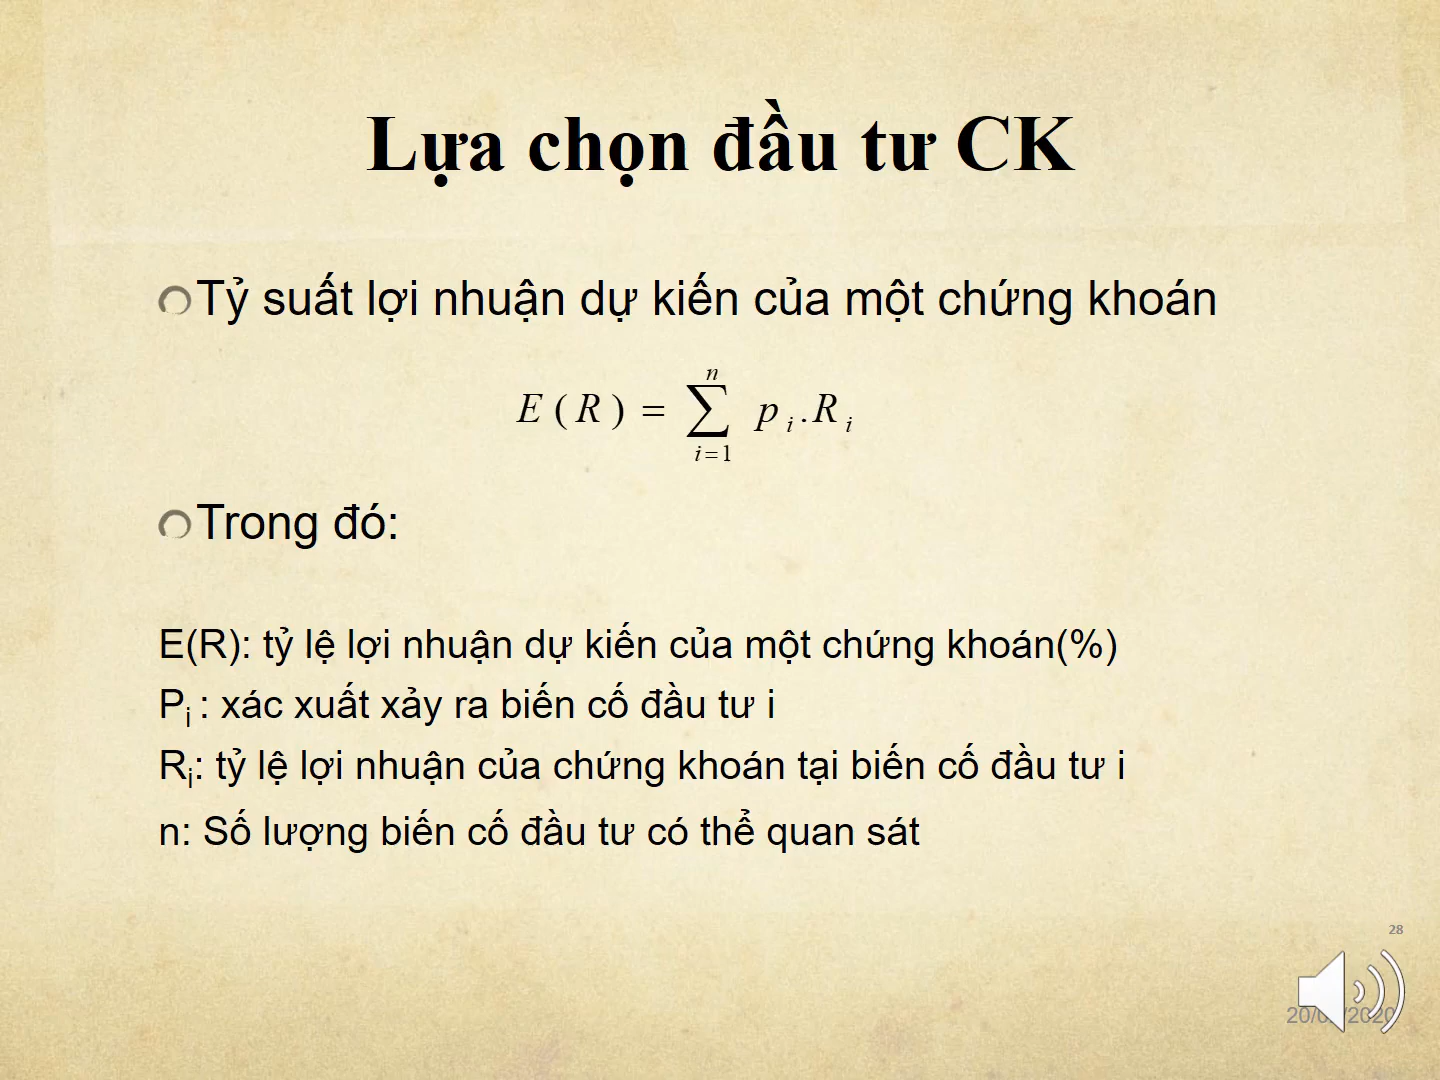 Lựa chọn đầu tư CK
Tỷ suất lợi nhuận dự kiến của một chứng khoán
E ( R ) = ∑_{i=1}^{n} p_i . R_i
Trong đó:
E(R): tỷ lệ lợi nhuận dự kiến của một chứng khoán(%)
P_i : xác xuất xảy ra biến cố đầu tư i
R_i: tỷ lệ lợi nhuận của chứng khoán tại biến cố đầu tư i
n: Số lượng biến cố đầu tư có thể quan sát
28